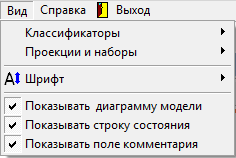 Вид Справка Выход
Классификаторы
Проекции и наборы
А Шрифт
Показывать диаграмму модели
Показывать строку состояния
Показывать поле комментария